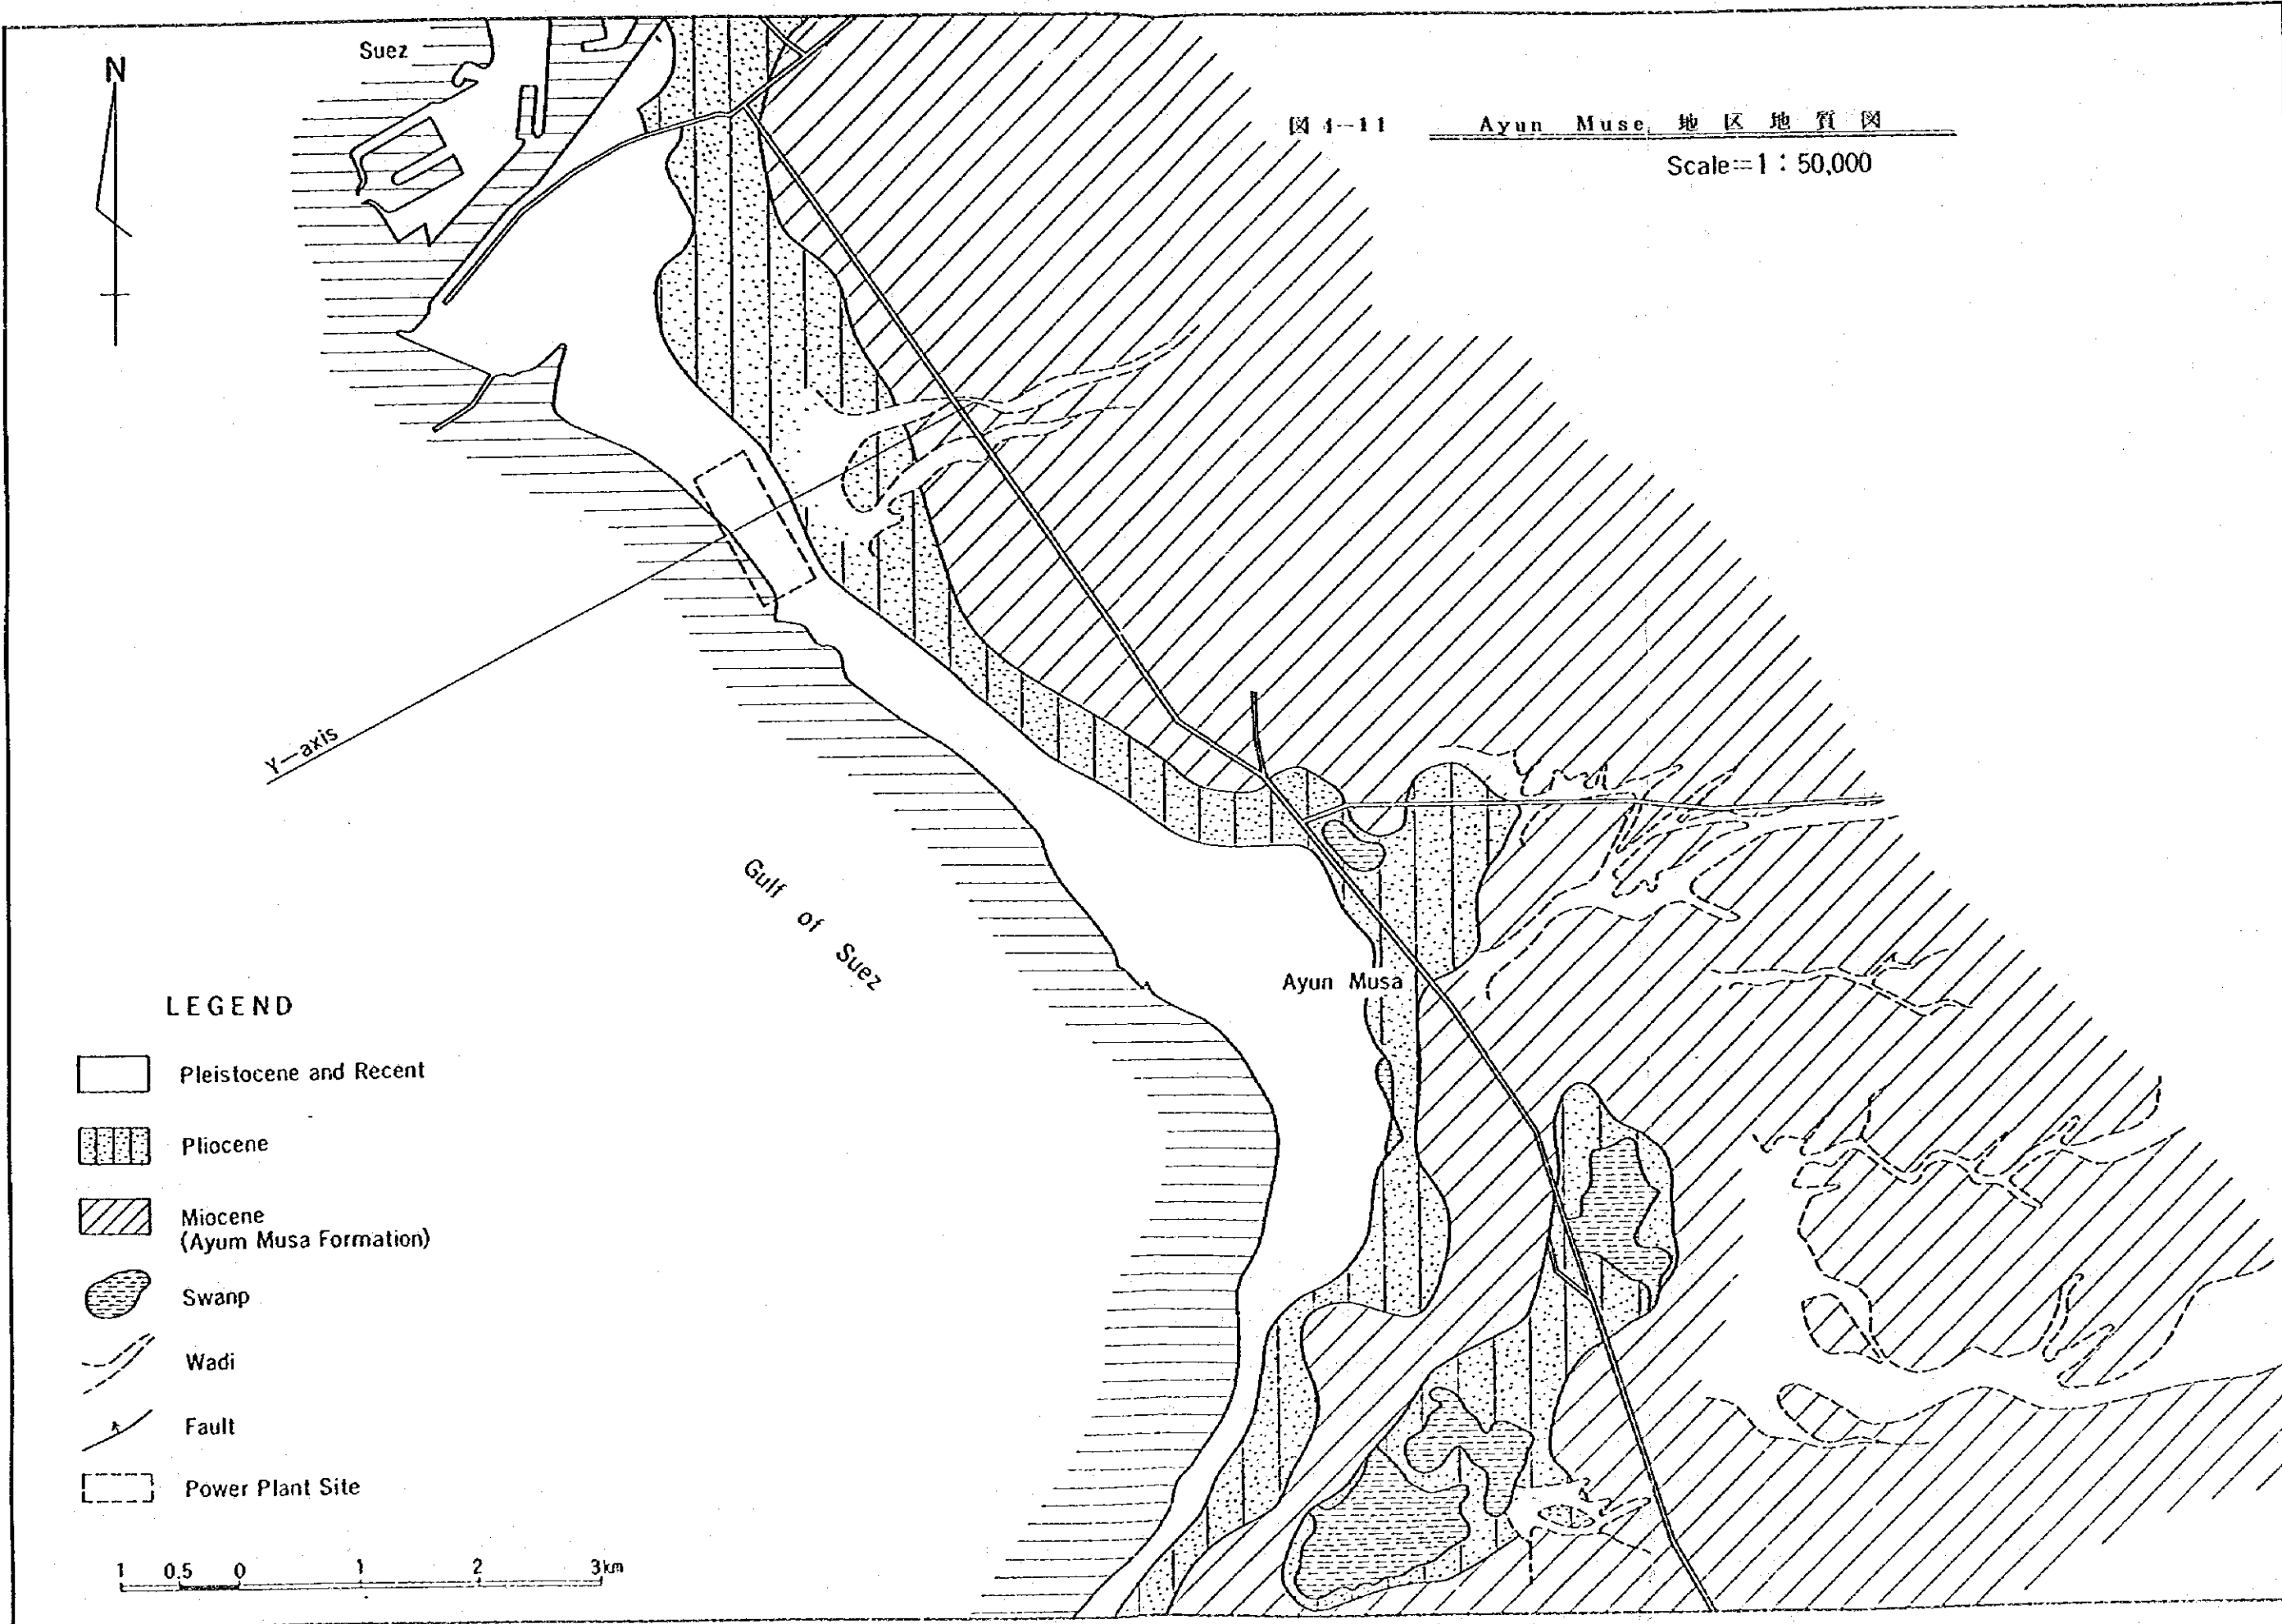 N
Suez
図 4-11 Ayun Muse 地区地質図
Scale=1:50,000
Y-axis
Gulf of Suez
Ayun Musa
LEGEND
Pleistocene and Recent
Pliocene
Miocene
(Ayum Musa Formation)
Swanp
Wadi
Fault
Power Plant Site
1 0.5 0 1 2 3km